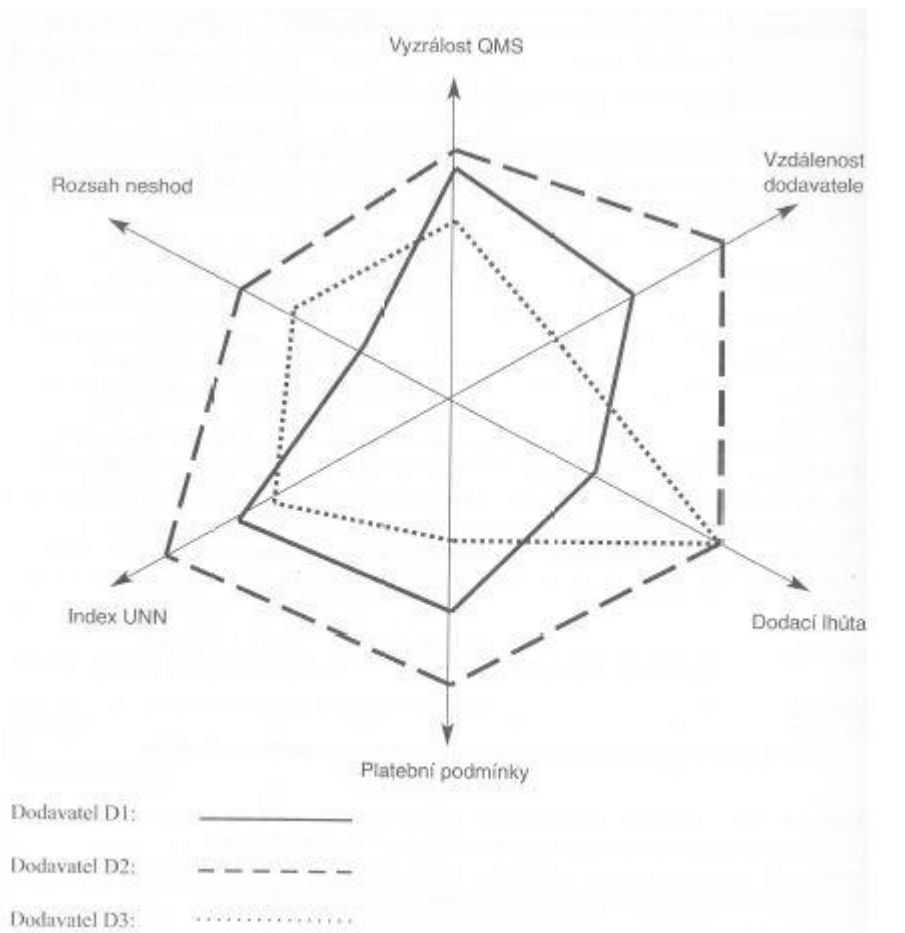 Vyzrálost QMS
Vzdálenost
dodavatele
Rozsah neshod
Index UNN
Dodací lhůta
Platební podmínky
Dodavatel D1:
Dodavatel D2:
Dodavatel D3: